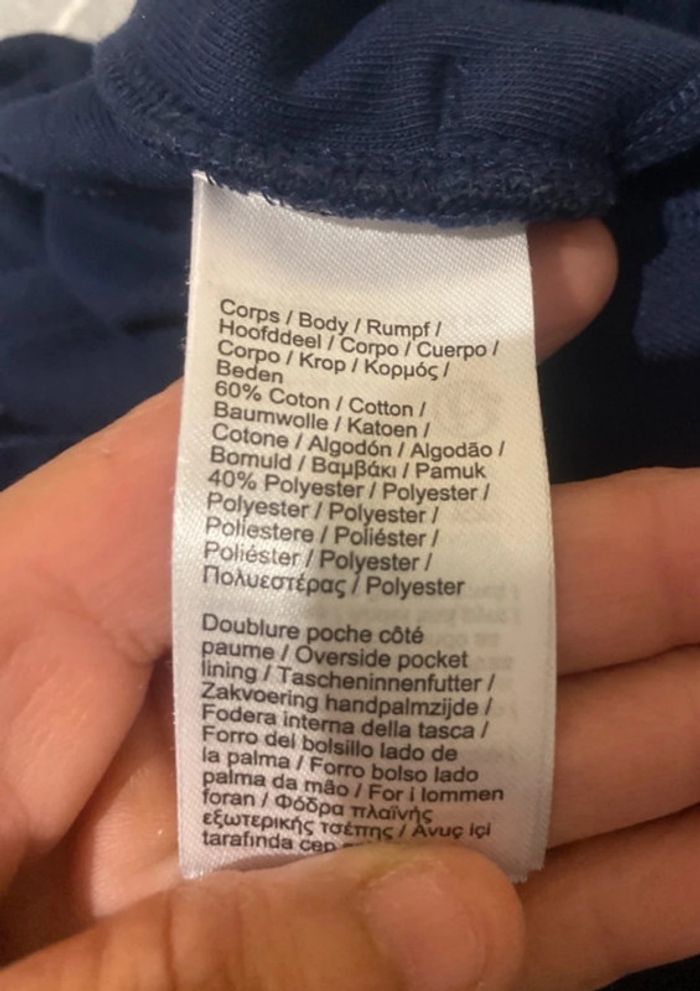 Corps / Body / Rumpf /
Hoofddeel / Corpo / Cuerpo /
Corpo / Krop / Κορμός /
Beden
60% Coton / Cotton /
Baumwolle / Katoen /
Cotone / Algodón / Algodão /
Bomuld / Βαμβάκι / Pamuk
40% Polyester / Polyester /
Polyester / Polyester /
Poliestere / Poliéster /
Poliéster / Polyester /
Πολυεστέρας / Polyester
Doublure poche côté
paume / Overside pocket
lining / Tascheninnenfutter /
Zakvoering handpalmzijde /
Fodera interna della tasca /
Forro del bolsillo lado de
la palma / Forro bolso lado
palma da mão / For i lommen
foran / Φόδρα πλαϊνής
εξωτερικής τσέπης / Avuç içi
tarafında cep